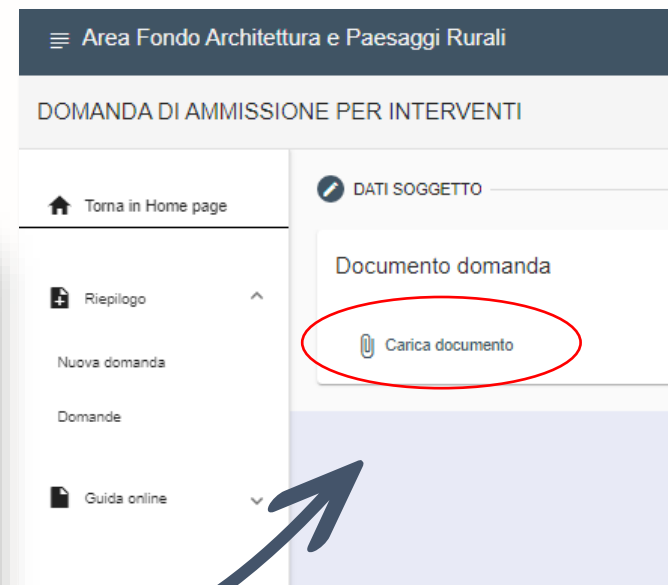 Area Fondo Architettura e Paesaggi Rurali
DOMANDA DI AMMISSIONE PER INTERVENTI
Torna in Home page
Riepilogo
Nuova domanda
Domande
Guida online
DATI SOGGETTO
Documento domanda
Carica documento